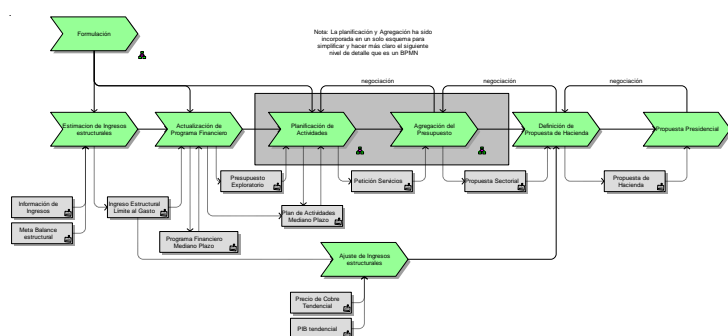 Formulación
Nota: La planificación y Agregación ha sido
incorporada en un solo esquema para
simplificar y hacer más claro el siguiente
nivel de detalle que es un BPMN
negociación
negociación
negociación
Estimacion de Ingresos
estructurales
Actualización de
Programa Financiero
Planificación de
Actividades
Agregación del
Presupuesto
Definición de
Propuesta de Hacienda
Propuesta Presidencial
Presupuesto
Exploratorio
Petición Servicios
Propuesta Sectorial
Propuesta de
Hacienda
Información de
Ingresos
Ingreso Estructural
Limite al Gasto
Plan de Actividades
Mediano Plazo
Meta Balance
estructural
Programa Financiero
Mediano Plazo
Ajuste de Ingresos
estructurales
Precio de Cobre
Tendencial
PIB tendencial